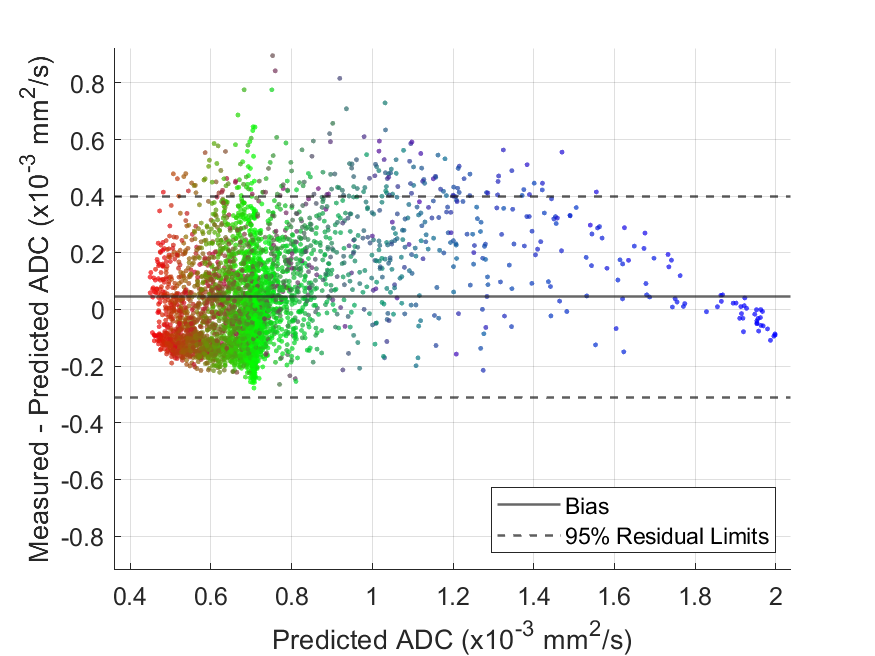 Measured - Predicted ADC (x10⁻³ mm²/s)
0.8
0.6
0.4
0.2
0
-0.2
-0.4
-0.6
-0.8
Bias
95% Residual Limits
0.4 0.6 0.8 1 1.2 1.4 1.6 1.8 2
Predicted ADC (x10⁻³ mm²/s)